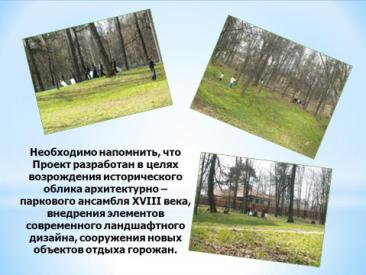 Необходимо напомнить, что
Проект разработан в целях
возрождения исторического
облика архитектурно –
паркового ансамбля XVIII века,
внедрения элементов
современного ландшафтного
дизайна, сооружения новых
объектов отдыха горожан.